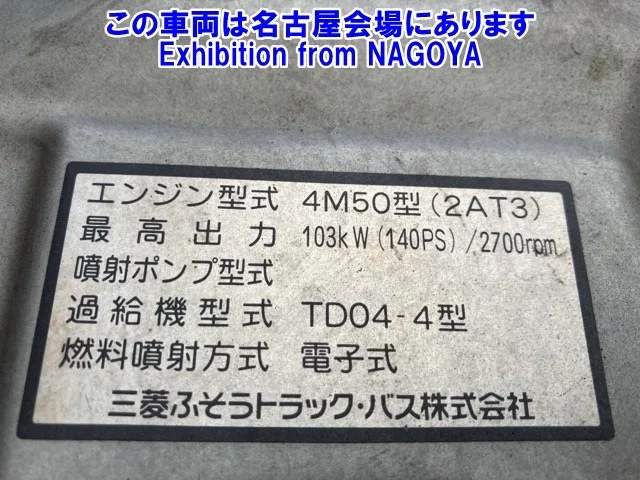 この車両は名古屋会場にあります
Exhibition from NAGOYA
エンジン型式 4M50型(2AT3)
最高出力 103kW(140PS)/2700rpm
噴射ポンプ型式
過給機型式 TD04-4型
燃料噴射方式 電子式
三菱ふそうトラック・バス株式会社